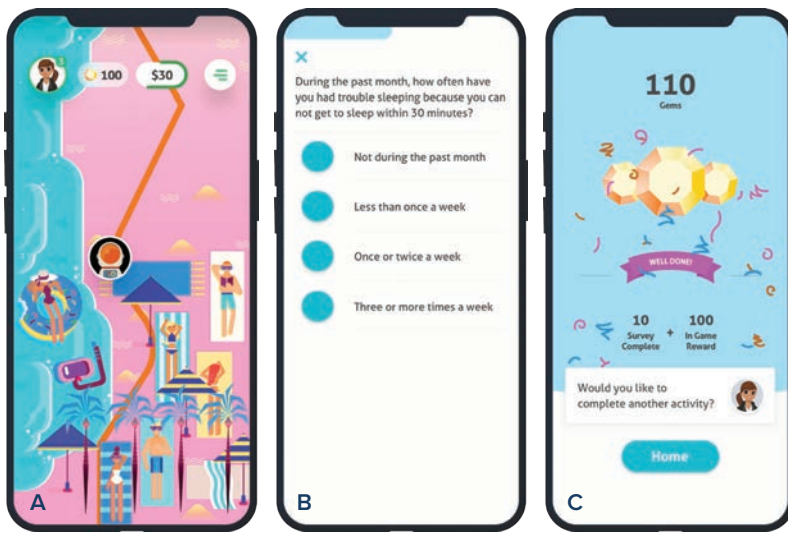 3
100
$30
A
×
During the past month, how often have
you had trouble sleeping because you can
not get to sleep within 30 minutes?
Not during the past month
Less than once a week
Once or twice a week
Three or more times a week
B
110
Gems
WELL DONE!
10
Survey
Complete
+
100
In Game
Reward
Would you like to
complete another activity?
Home
C